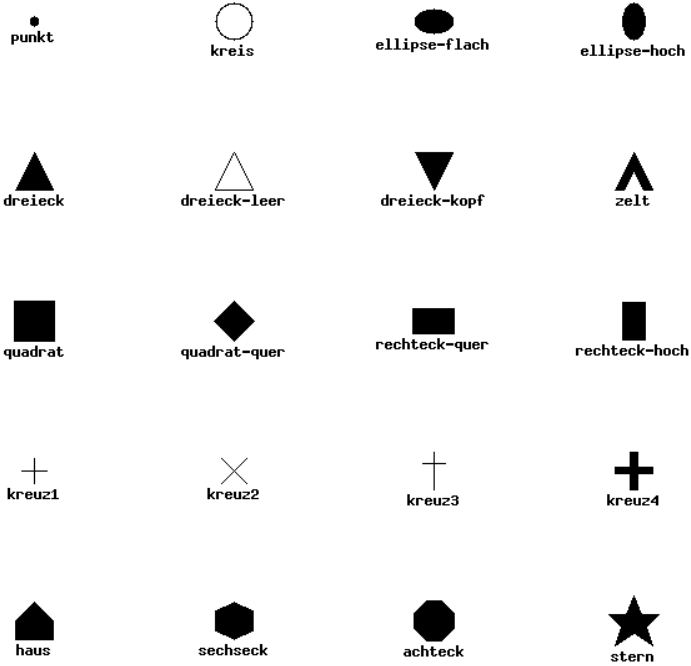 punkt
kreis
ellipse-flach
ellipse-hoch
dreieck
dreieck-leer
dreieck-kopf
zelt
quadrat
quadrat-quer
rechteck-quer
rechteck-hoch
kreuz1
kreuz2
kreuz3
kreuz4
haus
sechseck
achteck
stern